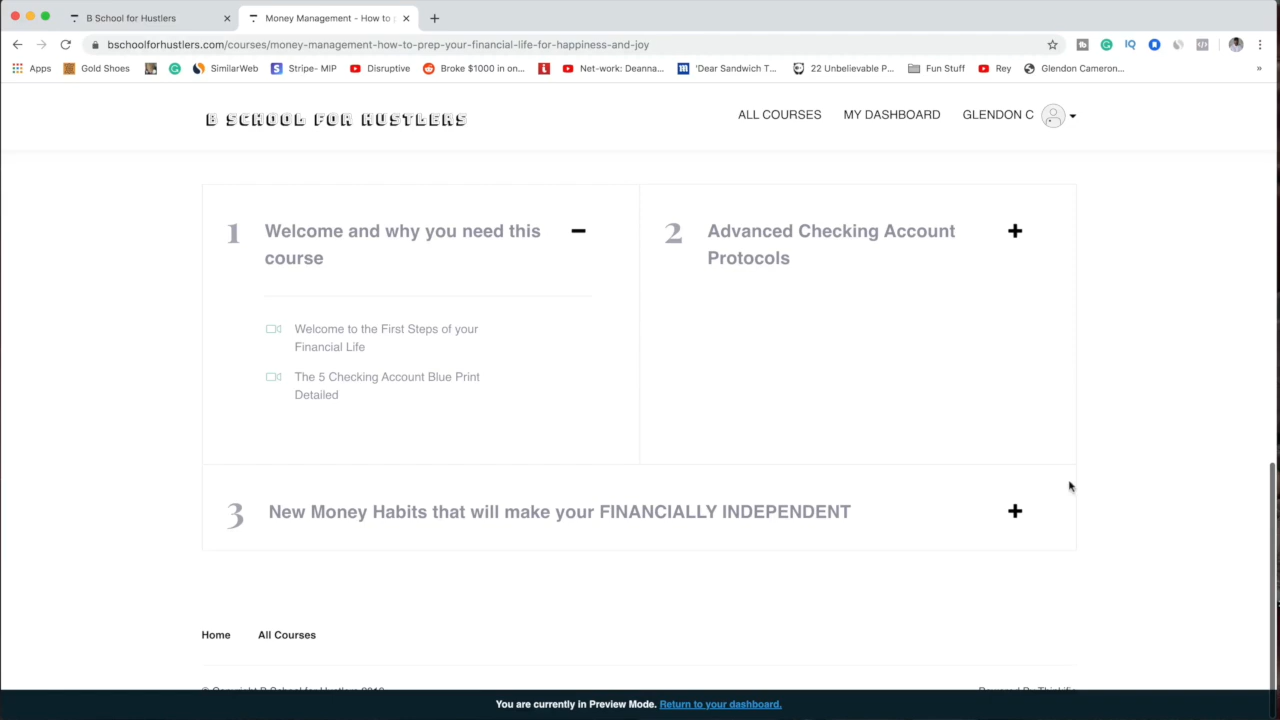 B School for Hustlers
Money Management - How to
bschoolforhustlers.com/courses/money-management-how-to-prep-your-financial-life-for-happiness-and-joy
Apps Gold Shoes SimilarWeb Stripe- MIP Disruptive Broke $1000 in on... Net-work: Deanna... 'Dear Sandwich T... 22 Unbelievable P... Fun Stuff Rey Glendon Cameron... »
B SCHOOL FOR HUSTLERS
ALL COURSES MY DASHBOARD GLENDON C
1 Welcome and why you need this
course
Welcome to the First Steps of your
Financial Life
The 5 Checking Account Blue Print
Detailed
2 Advanced Checking Account
Protocols
3 New Money Habits that will make your FINANCIALLY INDEPENDENT
Home All Courses
You are currently in Preview Mode. Return to your dashboard.